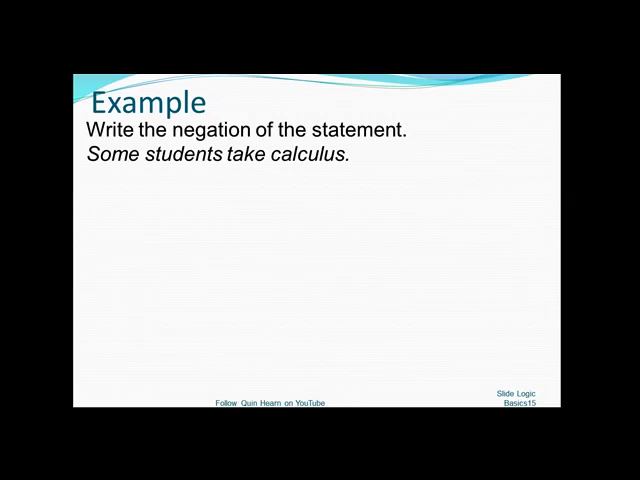 Example
Write the negation of the statement.
Some students take calculus.
Slide Logic
Follow Quin Hearn on YouTube
Basics15